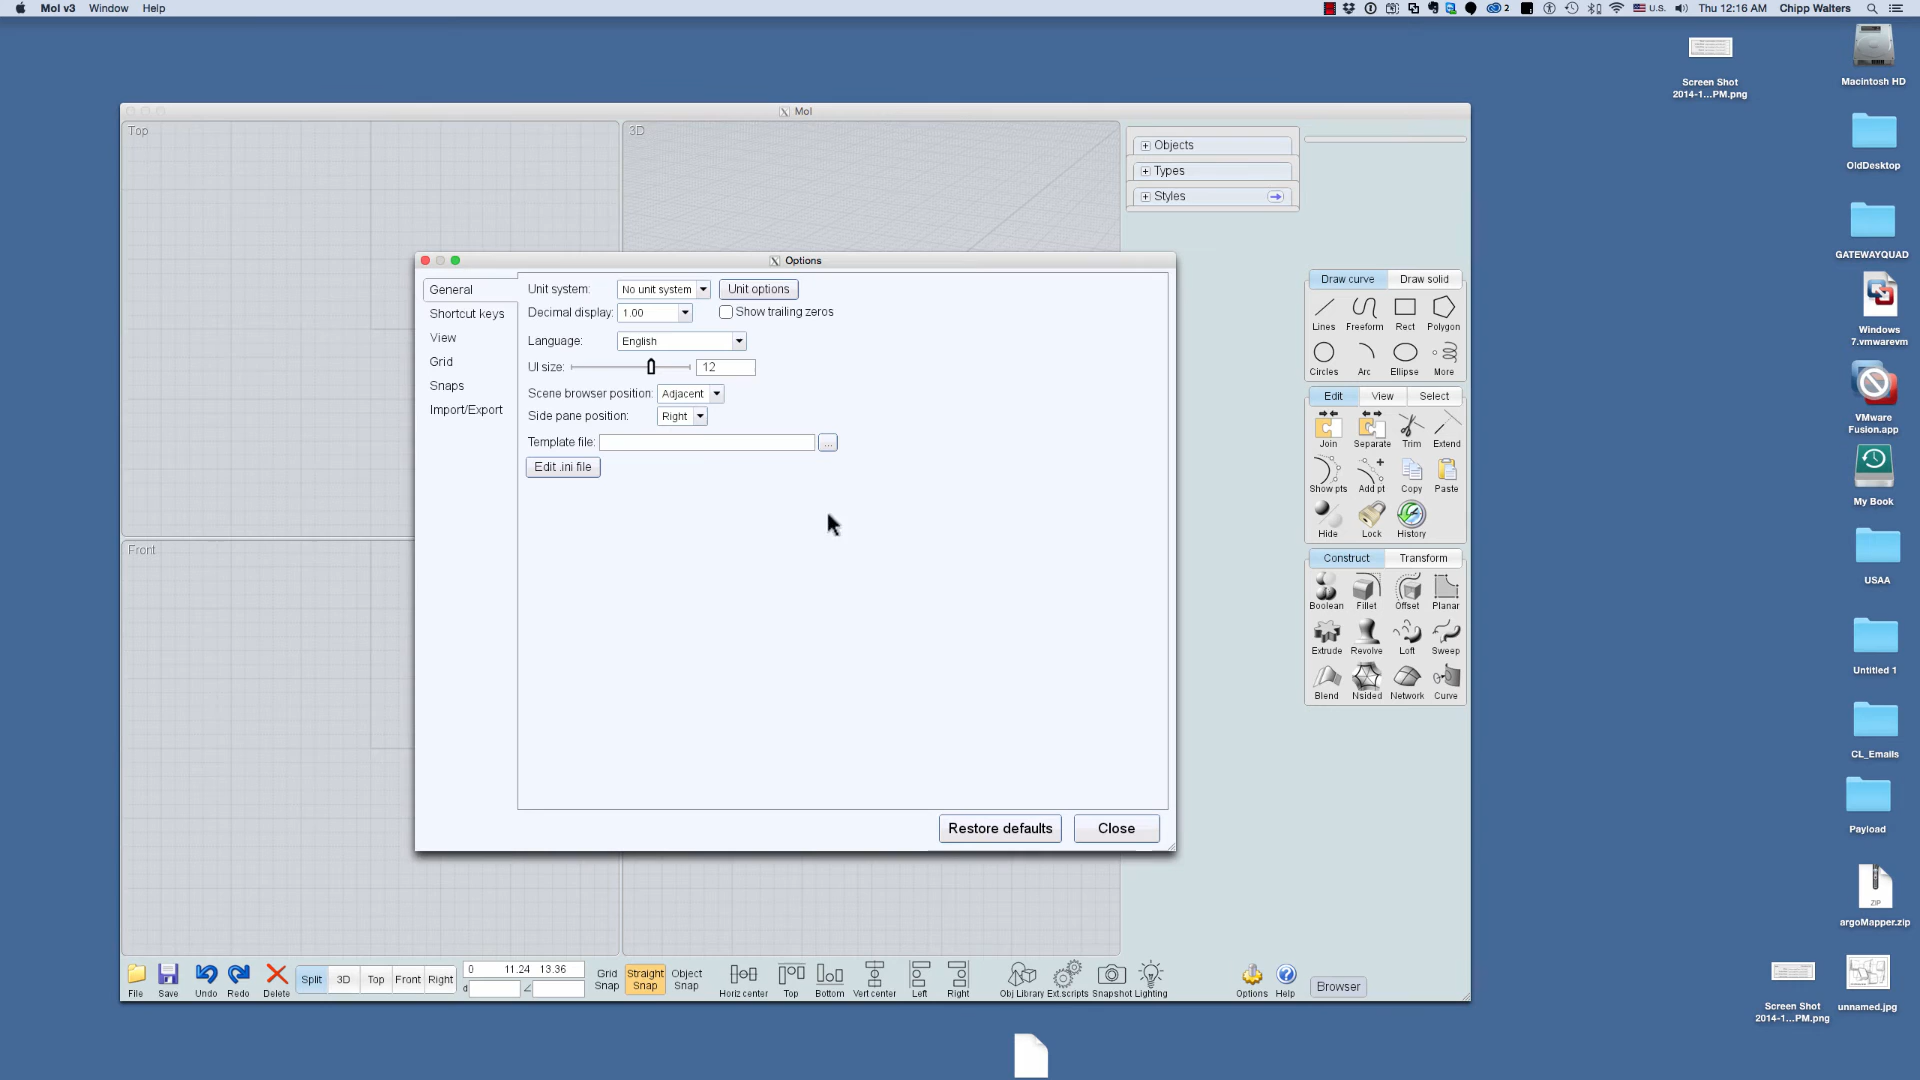 MoI v3 Window Help
2 U.S. Thu 12:16 AM Chipp Walters
MoI
Top
3D
Front
Objects
Types
Styles
Options
General
Shortcut keys
View
Grid
Snaps
Import/Export
Unit system: No unit system Unit options
Decimal display: 1.00 Show trailing zeros
Language: English
UI size: 12
Scene browser position: Adjacent
Side pane position: Right
Template file: ...
Edit .ini file
Restore defaults Close
Draw curve Draw solid
Lines Freeform Rect Polygon
Circles Arc Ellipse More
Edit View Select
Join Separate Trim Extend
Show pts Add pt Copy Paste
Hide Lock History
Construct Transform
Boolean Fillet Offset Planar
Extrude Revolve Loft Sweep
Blend Nsided Network Curve
File Save Undo Redo Delete
Split 3D Top Front Right
0 11.24 13.36
d
Grid Snap
Straight Snap
Object Snap
Horiz center Top Bottom Vert center Left Right
Obj Library Ext.scripts Snapshot Lighting
Options Help Browser
Screen Shot
2014-1...PM.png
Macintosh HD
OldDesktop
GATEWAYQUAD
Windows
7.vmwarevm
VMware
Fusion.app
My Book
USAA
Untitled 1
CL_Emails
Payload
ZIP
argoMapper.zip
Screen Shot
2014-1...PM.png
unnamed.jpg